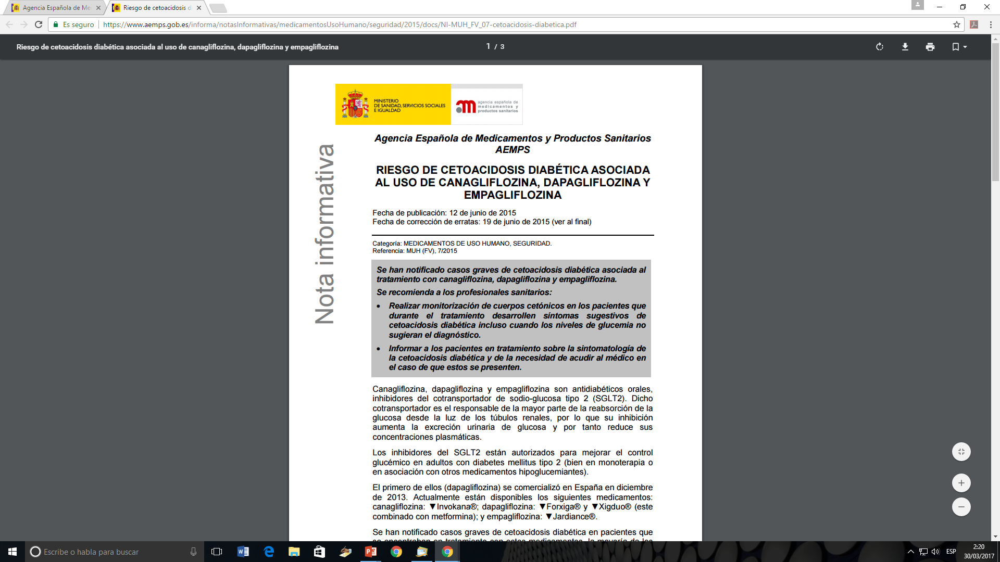 Agencia Española de Me
Riesgo de cetoacidosis d
Es seguro
https://www.aemps.gob.es/informa/notasInformativas/medicamentosUsoHumano/seguridad/2015/docs/NI-MUH_FV_07-cetoacidosis-diabetica.pdf
Riesgo de cetoacidosis diabética asociada al uso de canagliflozina, dapagliflozina y empagliflozina
1 / 3
MINISTERIO
DE SANIDAD, SERVICIOS SOCIALES
E IGUALDAD
agencia española de
medicamentos y
productos sanitarios
Nota informativa
Agencia Española de Medicamentos y Productos Sanitarios
AEMPS
RIESGO DE CETOACIDOSIS DIABÉTICA ASOCIADA
AL USO DE CANAGLIFLOZINA, DAPAGLIFLOZINA Y
EMPAGLIFLOZINA
Fecha de publicación: 12 de junio de 2015
Fecha de corrección de erratas: 19 de junio de 2015 (ver al final)
Categoría: MEDICAMENTOS DE USO HUMANO, SEGURIDAD.
Referencia: MUH (FV), 7/2015
Se han notificado casos graves de cetoacidosis diabética asociada al
tratamiento con canagliflozina, dapagliflozina y empagliflozina.
Se recomienda a los profesionales sanitarios:
• Realizar monitorización de cuerpos cetónicos en los pacientes que
durante el tratamiento desarrollen síntomas sugestivos de
cetoacidosis diabética incluso cuando los niveles de glucemia no
sugieran el diagnóstico.
• Informar a los pacientes en tratamiento sobre la sintomatología de
la cetoacidosis diabética y de la necesidad de acudir al médico en
el caso de que estos se presenten.
Canagliflozina, dapagliflozina y empagliflozina son antidiabéticos orales,
inhibidores del cotransportador de sodio-glucosa tipo 2 (SGLT2). Dicho
cotransportador es el responsable de la mayor parte de la reabsorción de la
glucosa desde la luz de los túbulos renales, por lo que su inhibición
aumenta la excreción urinaria de glucosa y por tanto reduce sus
concentraciones plasmáticas.
Los inhibidores del SGLT2 están autorizados para mejorar el control
glucémico en adultos con diabetes mellitus tipo 2 (bien en monoterapia o
en asociación con otros medicamentos hipoglucemiantes).
El primero de ellos (dapagliflozina) se comercializó en España en diciembre
de 2013. Actualmente están disponibles los siguientes medicamentos:
canagliflozina: ▼Invokana®; dapagliflozina: ▼Forxiga® y ▼Xigduo® (este
combinado con metformina); y empagliflozina: ▼Jardiance®.
Se han notificado casos graves de cetoacidosis diabética en pacientes que
se encontraban en tratamiento con estos medicamentos, la mayoría de los
Escribe o habla para buscar
ESP
2:20
30/03/2017